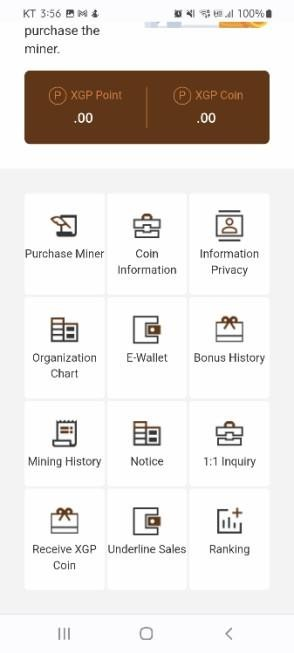 KT 3:56
100%
purchase the
miner.
P XGP Point
P XGP Coin
.00
.00
Purchase Miner
Coin
Information
Information
Privacy
Organization
Chart
E-Wallet
Bonus History
Mining History
Notice
1:1 Inquiry
Receive XGP
Coin
Underline Sales
Ranking